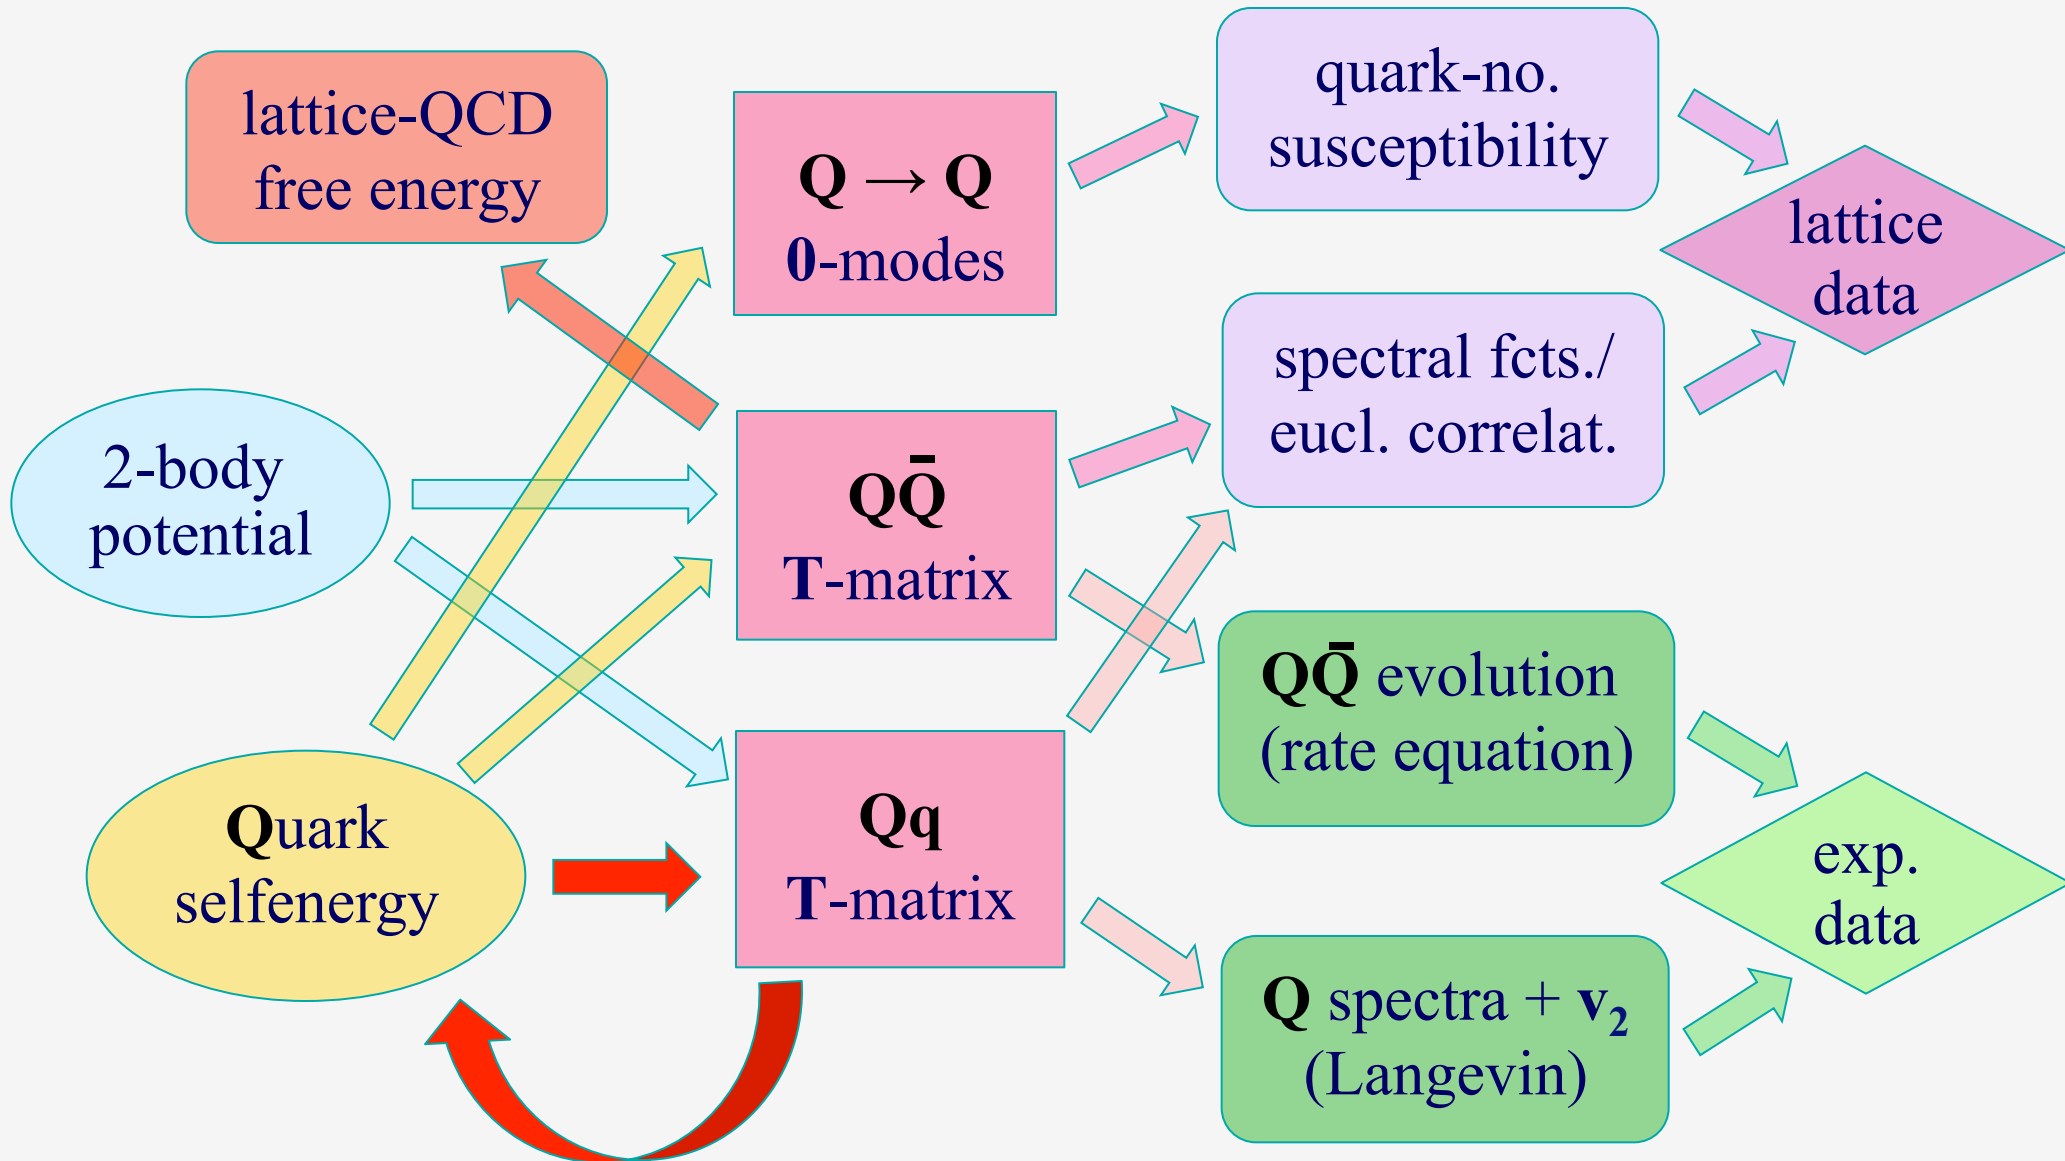 lattice-QCD
free energy
2-body
potential
Quark
selfenergy
Q → Q
0-modes
QQ̄
T-matrix
Qq
T-matrix
quark-no.
susceptibility
spectral fcts./
eucl. correlat.
QQ̄ evolution
(rate equation)
Q spectra + v₂
(Langevin)
lattice
data
exp.
data